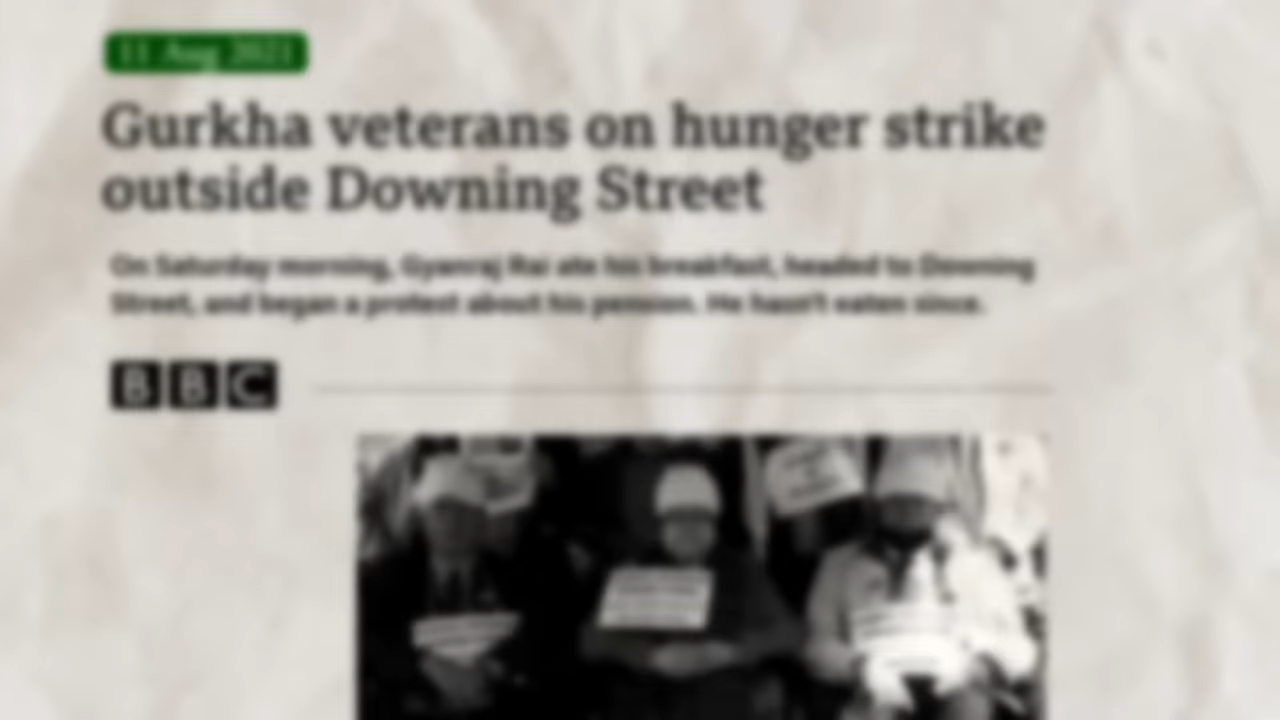 11 Aug 2021
Gurkha veterans on hunger strike
outside Downing Street
On Saturday morning, Gyanraj Rai ate his breakfast, headed to Downing
Street, and began a protest about his pension. He hasn't eaten since.
BBC